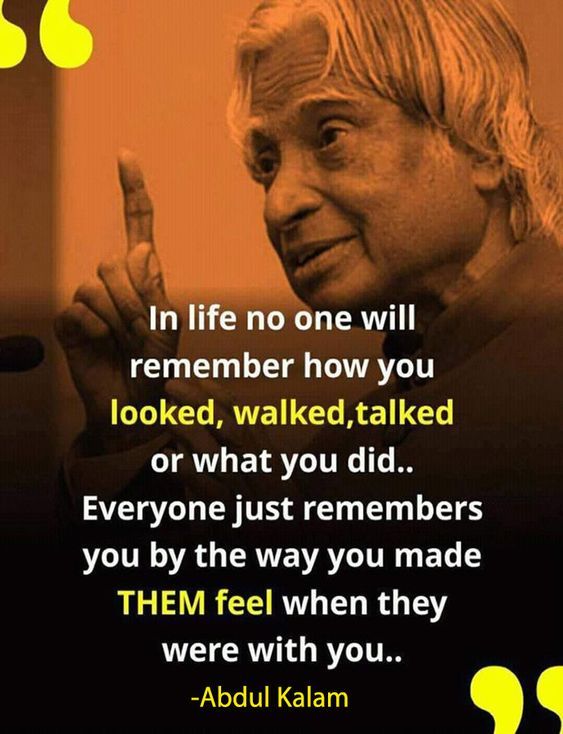 In life no one will
remember how you
looked, walked,talked
or what you did..
Everyone just remembers
you by the way you made
THEM feel when they
were with you..
-Abdul Kalam